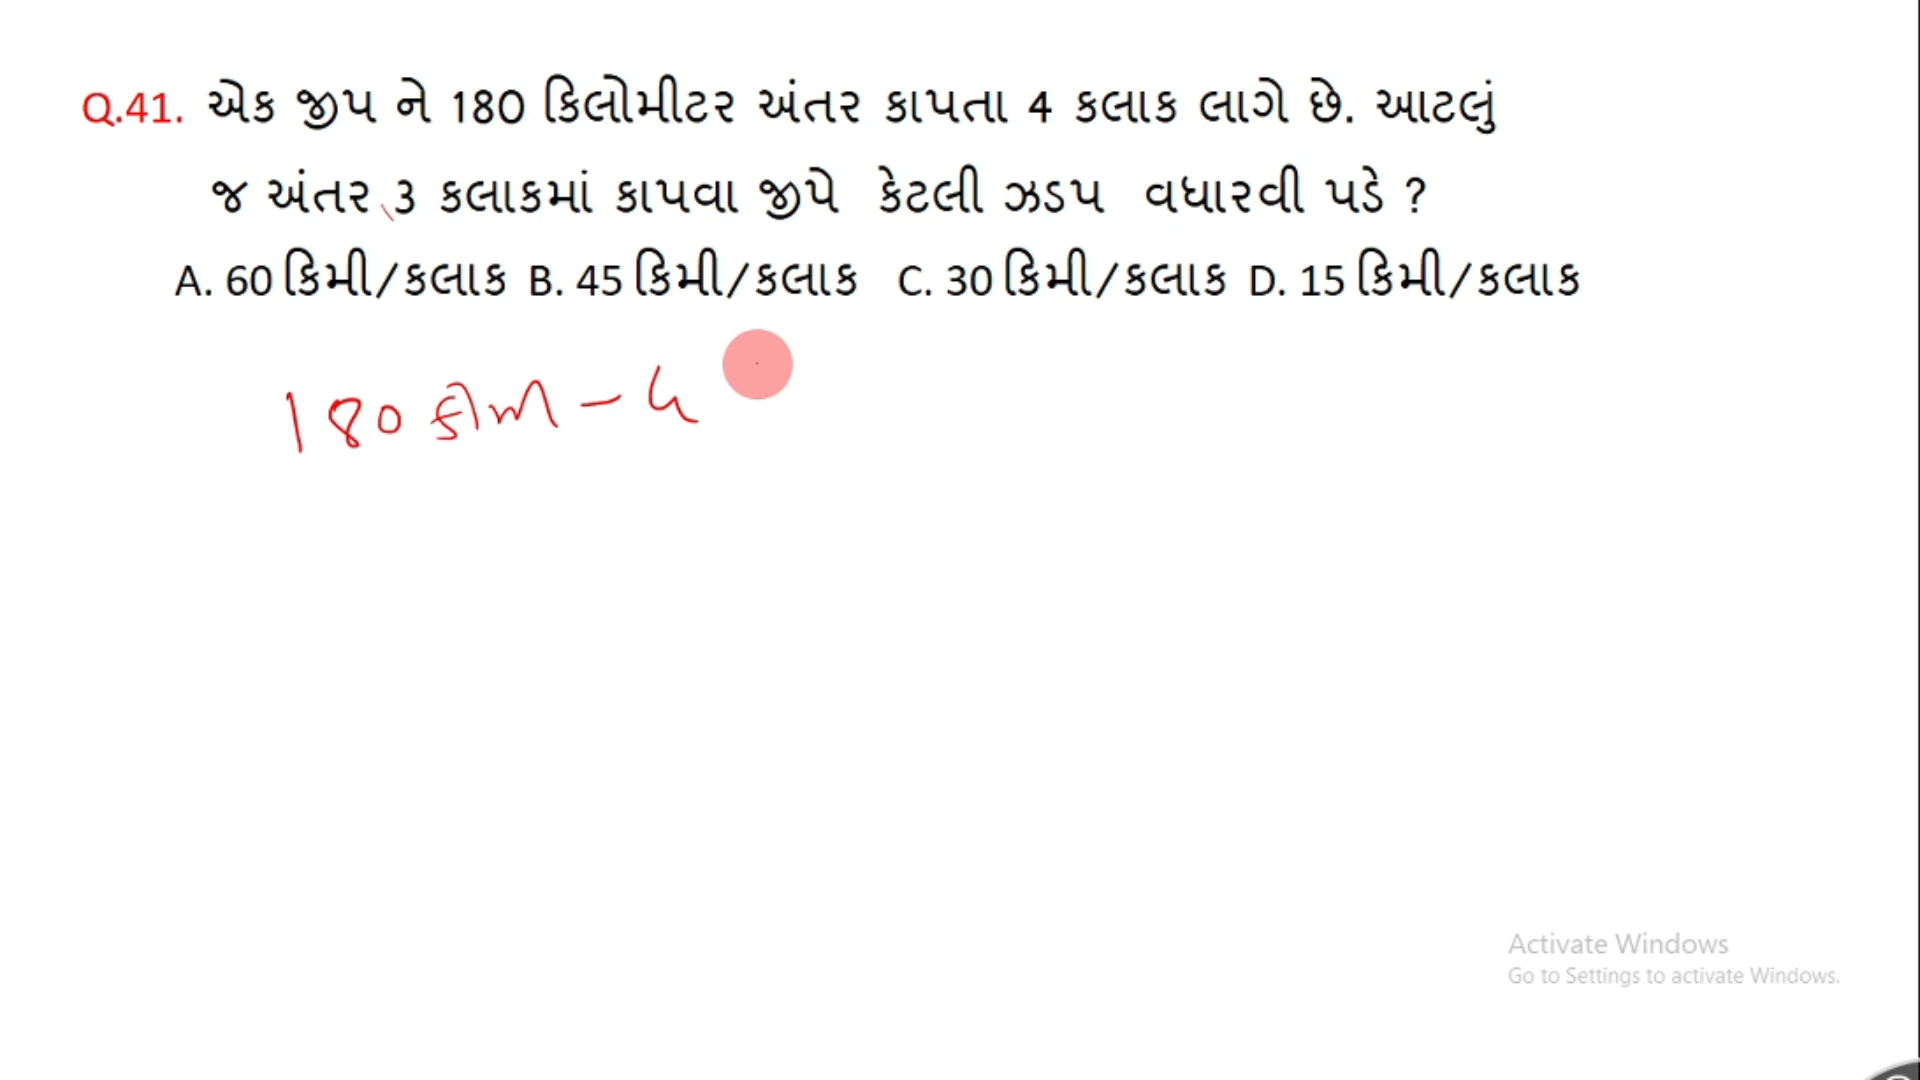 Q.41. એક જીપ ને 180 કિલોમીટર અંતર કાપતા 4 કલાક લાગે છે. આટલું
જ અંતર 3 કલાકમાં કાપવા જીપે કેટલી ઝડપ વધારવી પડે ?
A. 60 કિમી/કલાક B. 45 કિમી/કલાક C. 30 કિમી/કલાક D. 15 કિમી/કલાક
180 કીમી - 4
Activate Windows
Go to Settings to activate Windows.